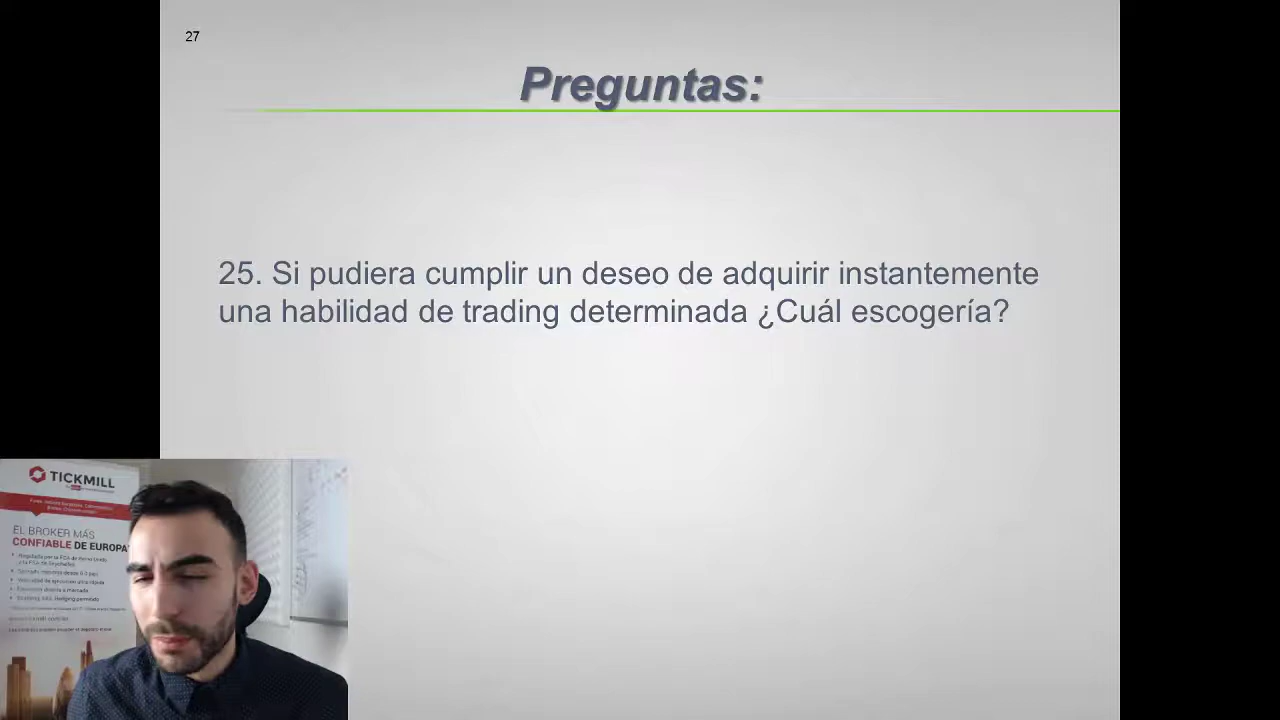 27
Preguntas:
25. Si pudiera cumplir un deseo de adquirir instantemente
una habilidad de trading determinada ¿Cuál escogería?
TICKMILL
EL BROKER MÁS
CONFIABLE DE EUROPA